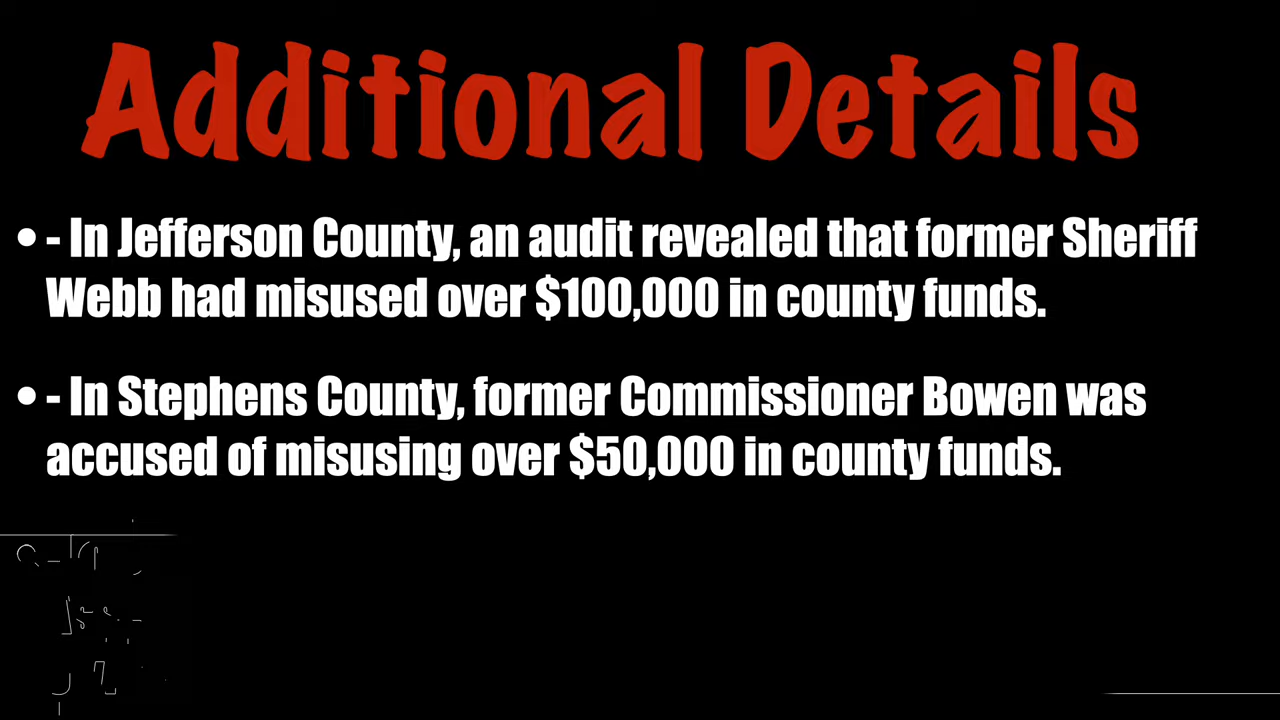 Additional Details
• - In Jefferson County, an audit revealed that former Sheriff
Webb had misused over $100,000 in county funds.
• - In Stephens County, former Commissioner Bowen was
accused of misusing over $50,000 in county funds.